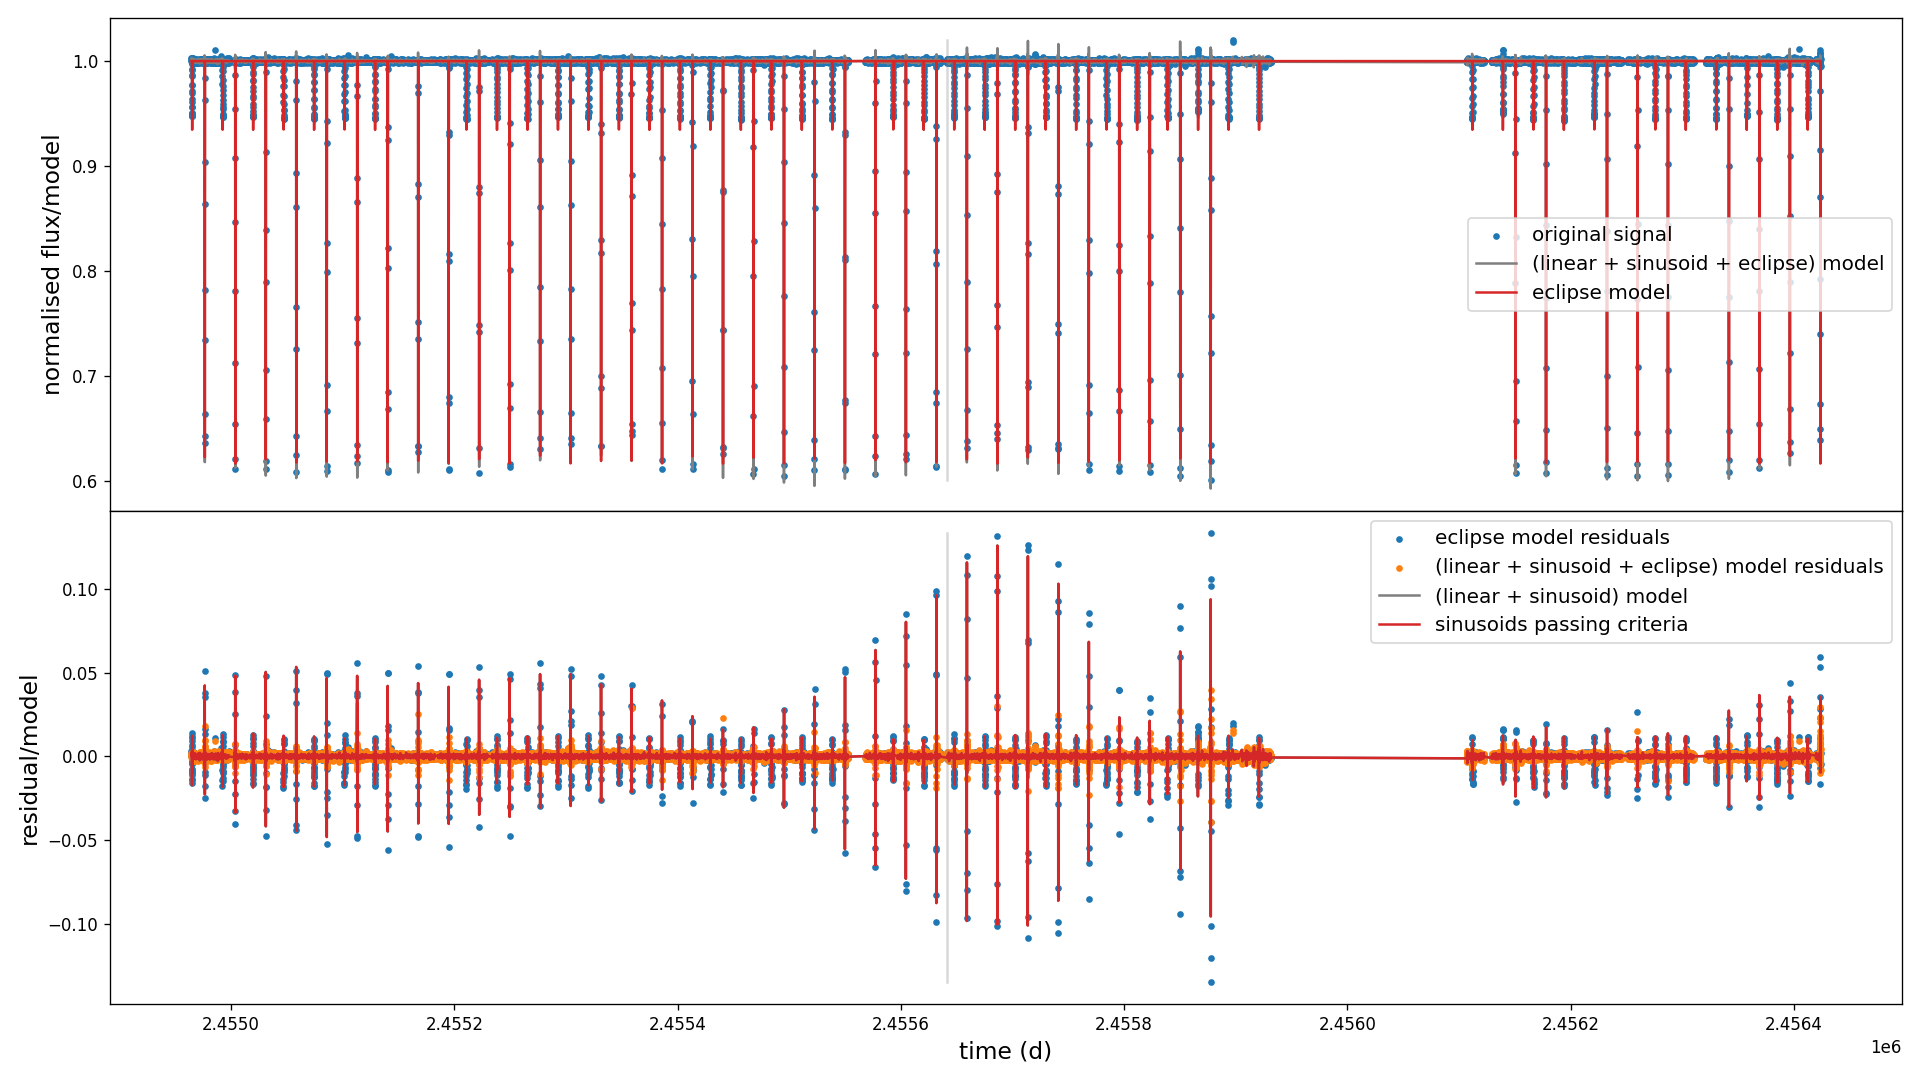 1.0
0.9
0.8
0.7
0.6
normalised flux/model
original signal
(linear + sinusoid + eclipse) model
eclipse model
0.10
0.05
0.00
−0.05
−0.10
residual/model
eclipse model residuals
(linear + sinusoid + eclipse) model residuals
(linear + sinusoid) model
sinusoids passing criteria
2.4550 2.4552 2.4554 2.4556 2.4558 2.4560 2.4562 2.4564
1e6
time (d)